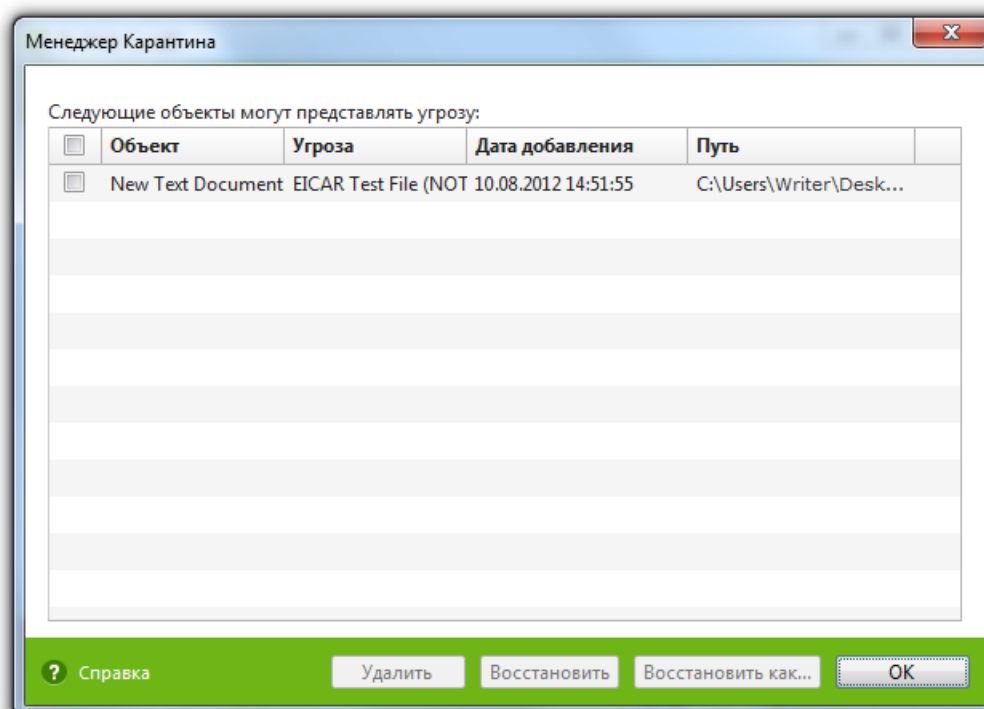 Менеджер Карантина
Следующие объекты могут представлять угрозу:
Объект Угроза Дата добавления Путь
New Text Document EICAR Test File (NOT 10.08.2012 14:51:55 C:\Users\Writer\Desk...
? Справка Удалить Восстановить Восстановить как... ОК